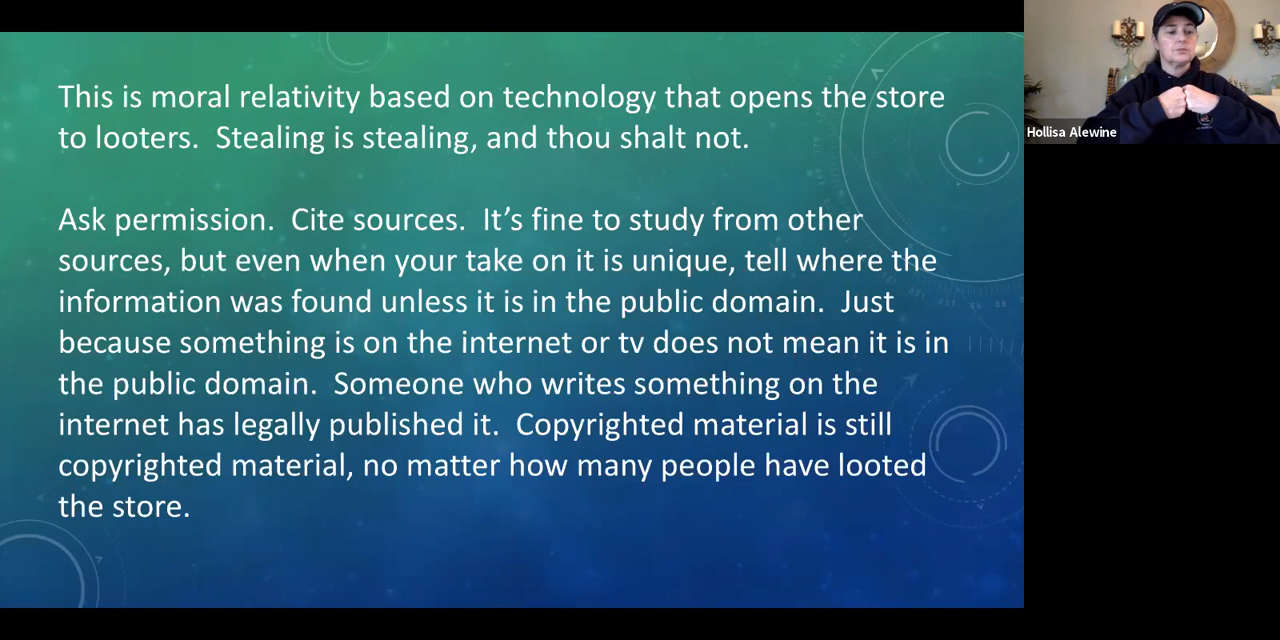 This is moral relativity based on technology that opens the store
to looters.  Stealing is stealing, and thou shalt not.
Ask permission.  Cite sources.  It’s fine to study from other
sources, but even when your take on it is unique, tell where the
information was found unless it is in the public domain.  Just
because something is on the internet or tv does not mean it is in
the public domain.  Someone who writes something on the
internet has legally published it.  Copyrighted material is still
copyrighted material, no matter how many people have looted
the store.
Hollisa Alewine